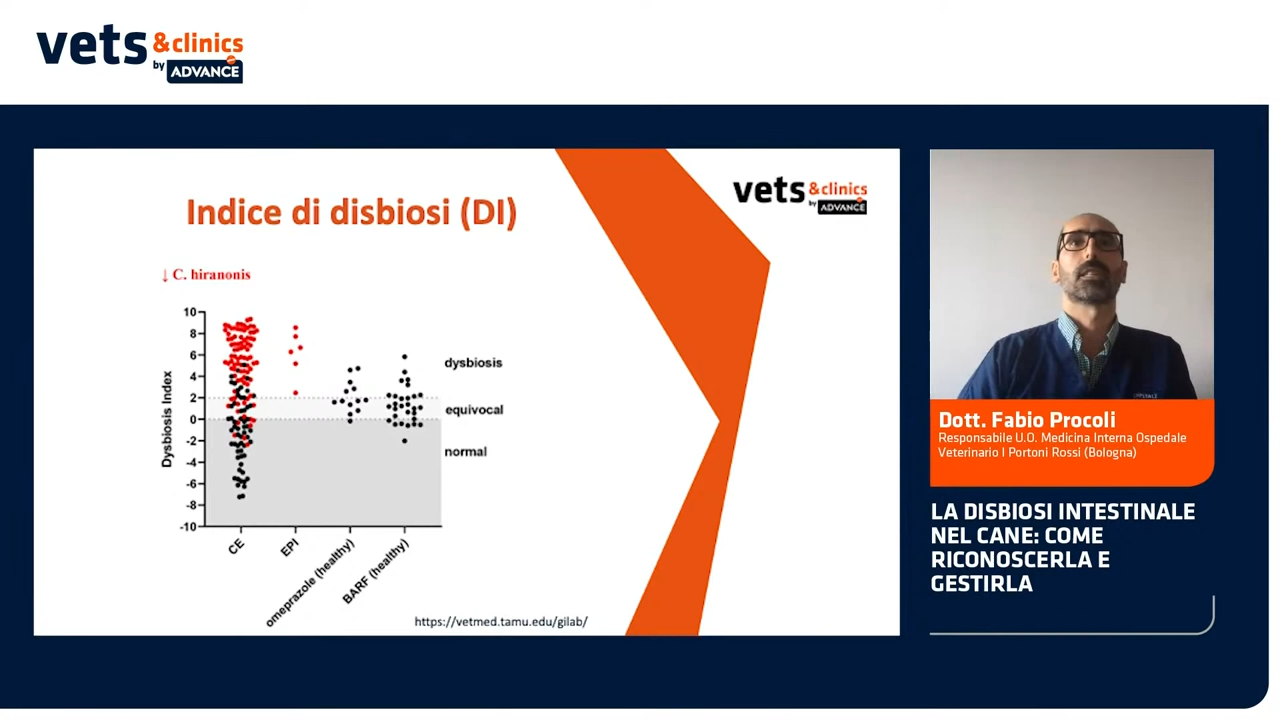 vets &clinics
by ADVANCE
Indice di disbiosi (DI)
vets &clinics
by ADVANCE
↓ C. hiranonis
Dysbiosis Index
10
8
6
4
2
0
-2
-4
-6
-8
-10
dysbiosis
equivocal
normal
CE
EPI
omeprazole (healthy)
BARF (healthy)
https://vetmed.tamu.edu/gilab/
Dott. Fabio Procoli
Responsabile U.O. Medicina Interna Ospedale
Veterinario I Portoni Rossi (Bologna)
LA DISBIOSI INTESTINALE
NEL CANE: COME
RICONOSCERLA E
GESTIRLA